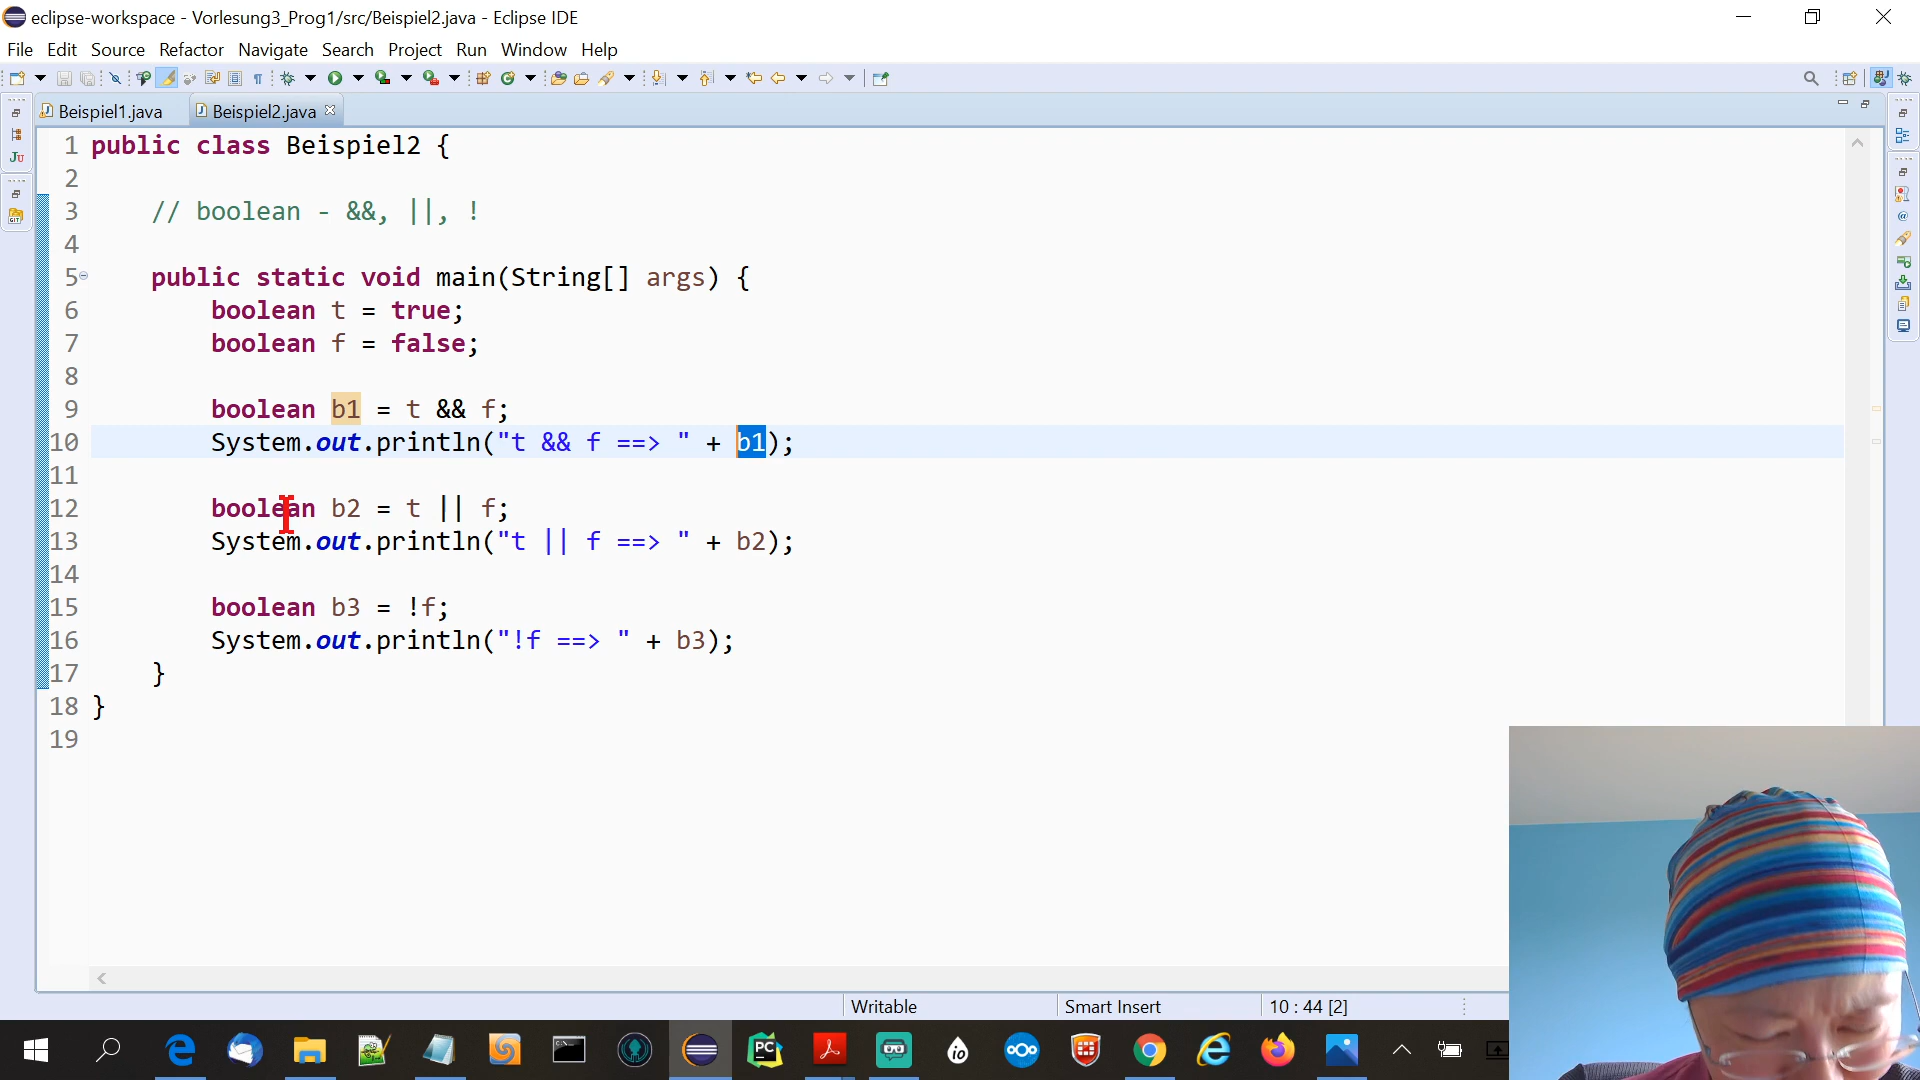 eclipse-workspace - Vorlesung3_Prog1/src/Beispiel2.java - Eclipse IDE
File Edit Source Refactor Navigate Search Project Run Window Help
Beispiel1.java Beispiel2.java
1 public class Beispiel2 {
2
3 // boolean - &&, ||, !
4
5 public static void main(String[] args) {
6 boolean t = true;
7 boolean f = false;
8
9 boolean b1 = t && f;
10 System.out.println("t && f ==> " + b1);
11
12 boolean b2 = t || f;
13 System.out.println("t || f ==> " + b2);
14
15 boolean b3 = !f;
16 System.out.println("!f ==> " + b3);
17 }
18 }
19
Writable Smart Insert 10 : 44 [2]